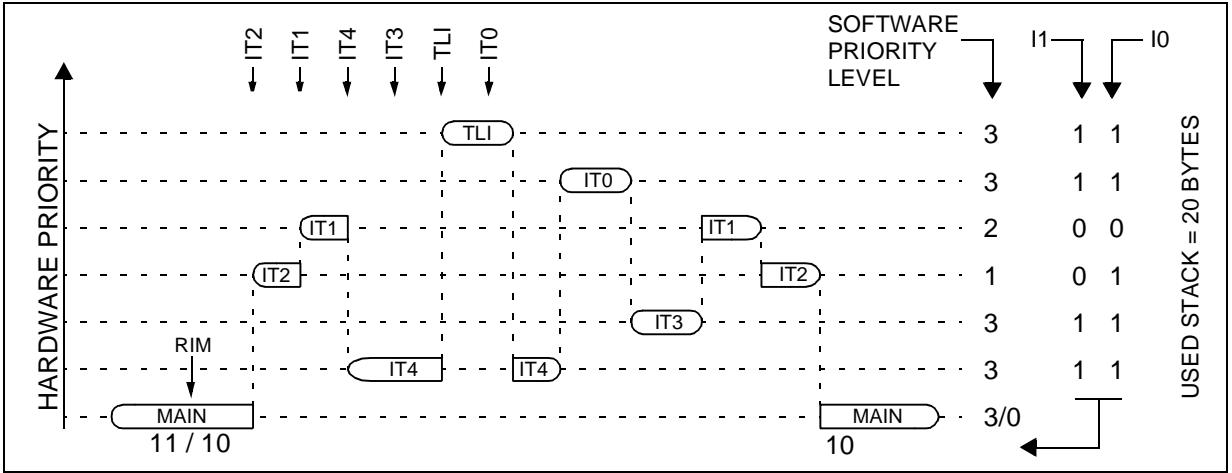 SOFTWARE
PRIORITY
LEVEL
I1
I0
IT2
IT1
IT4
IT3
TLI
IT0
HARDWARE PRIORITY
USED STACK = 20 BYTES
TLI
3 1 1
IT0
3 1 1
IT1 IT1
2 0 0
IT2 IT2
1 0 1
IT3
3 1 1
RIM
IT4 IT4
3 1 1
MAIN MAIN
3/0
11 / 10
10